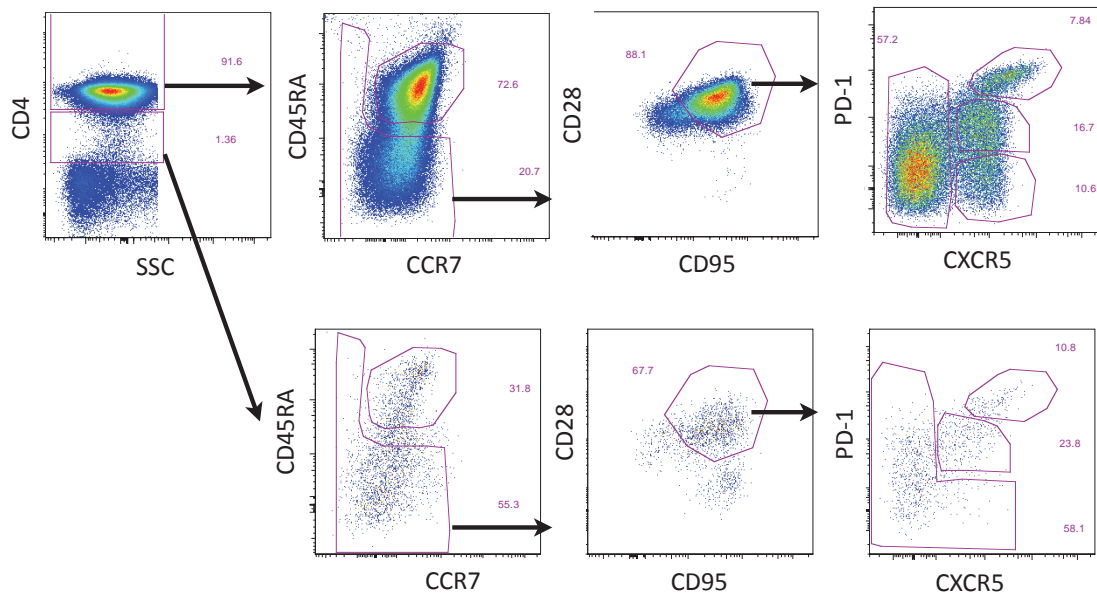 CD4
91.6
1.36
SSC
CD45RA
72.6
20.7
CCR7
CD28
88.1
CD95
PD-1
57.2
7.84
16.7
10.6
CXCR5
CD45RA
31.8
55.3
CCR7
CD28
67.7
CD95
PD-1
10.8
23.8
58.1
CXCR5